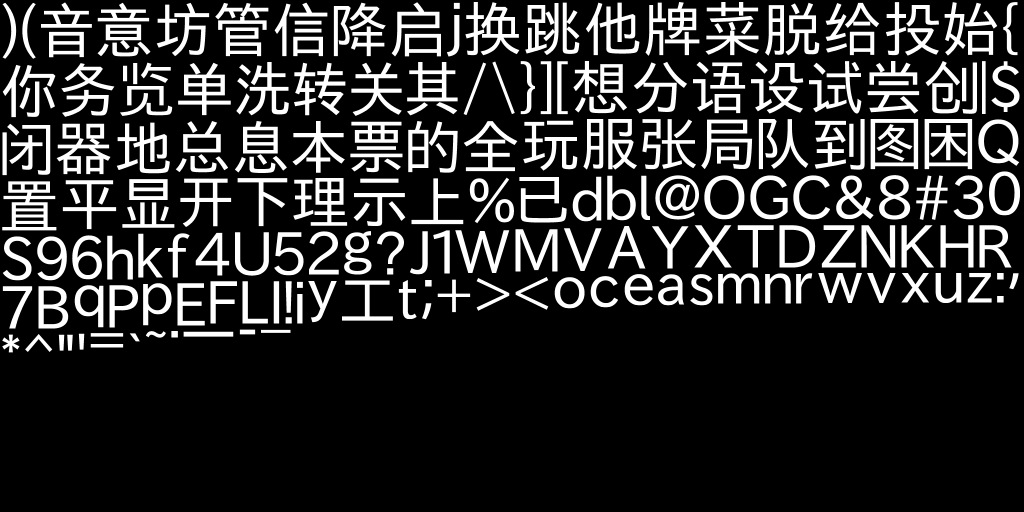 )(音意坊管信降启j换跳他牌菜脱给投始{
你务览单洗转关其/\}][想分语设试尝创|$
闭器地总息本票的全玩服张局队到图困Q
置平显开下理示上%已dbl@OGC&8#30
S96hkf4U52g?J1WMVAYXTDZNKHR
7BqPpEFLI!iy工t;+><oceasmnrwvxuz:,
*^"'=`~.—-_